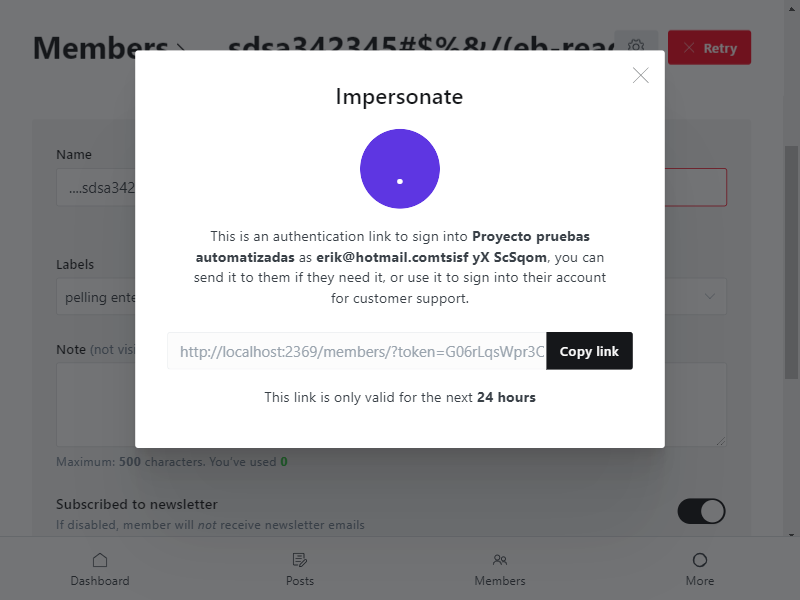 Members
sdsa342345#$%&
Retry
Impersonate
Name
....sdsa342
This is an authentication link to sign into Proyecto pruebas
automatizadas as erik@hotmail.comtsisf yX ScSqom, you can
send it to them if they need it, or use it to sign into their account
for customer support.
Labels
pelling ente
http://localhost:2369/members/?token=G06rLqsWpr3C
Copy link
Note (not visi
This link is only valid for the next 24 hours
Maximum: 500 characters. You've used 0
Subscribed to newsletter
If disabled, member will not receive newsletter emails
Dashboard
Posts
Members
More